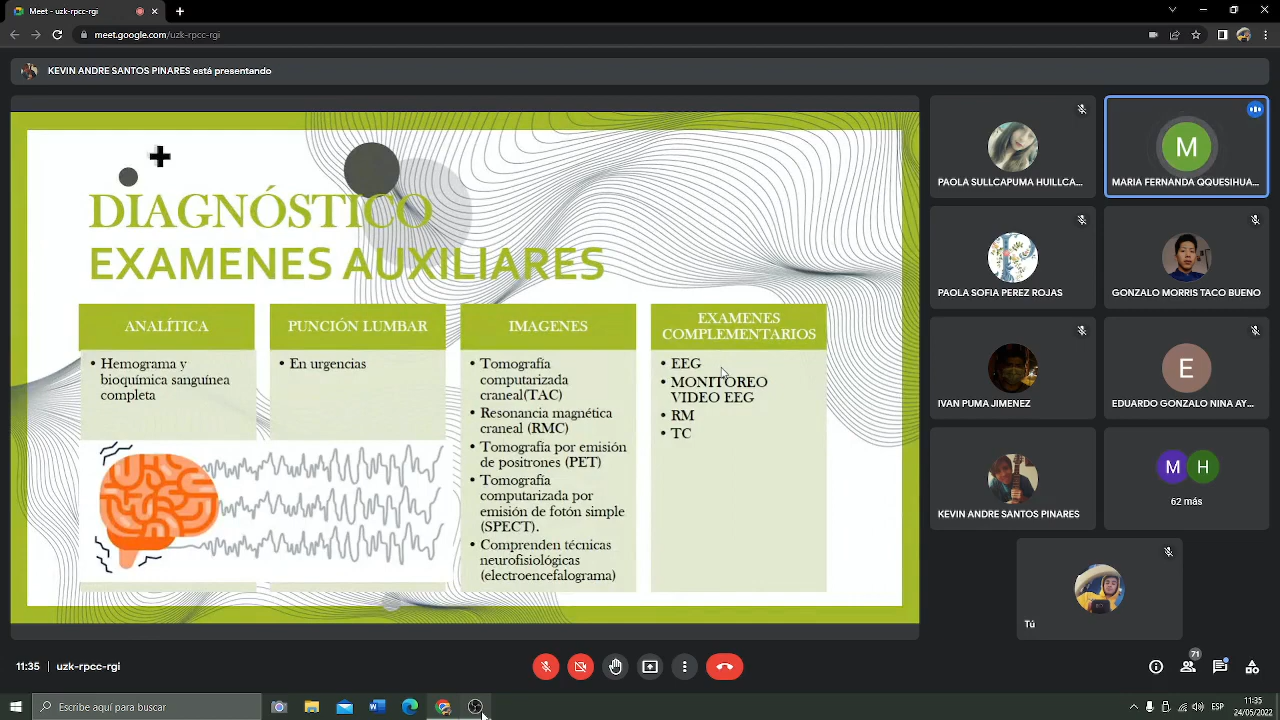 Meet - uzk-rpcc-rgi
meet.google.com/uzk-rpcc-rgi
KEVIN ANDRE SANTOS PINARES está presentando
DIAGNÓSTICO
EXAMENES AUXILIARES
ANALÍTICA
• Hemograma y
bioquímica sanguínea
completa
PUNCIÓN LUMBAR
• En urgencias
IMAGENES
• Tomografía
computarizada
craneal(TAC)
• Resonancia magnética
craneal (RMC)
• Tomografía por emisión
de positrones (PET)
• Tomografía
computarizada por
emisión de fotón simple
(SPECT).
• Comprenden técnicas
neurofisiológicas
(electroencefalograma)
EXAMENES
COMPLEMENTARIOS
• EEG
• MONITOREO
VIDEO EEG
• RM
• TC
PAOLA SULLCAPUMA HUILLCA...
M
MARIA FERNANDA QQUESIHUA...
PAOLA SOFIA PEREZ ROJAS
GONZALO MORRIS TACO BUENO
IVAN PUMA JIMENEZ
E
EDUARDO GONZALO NINA AY...
KEVIN ANDRE SANTOS PINARES
M H
62 más
Tú
11:35 | uzk-rpcc-rgi
71
Escribe aquí para buscar
ESP
11:35
24/05/2022